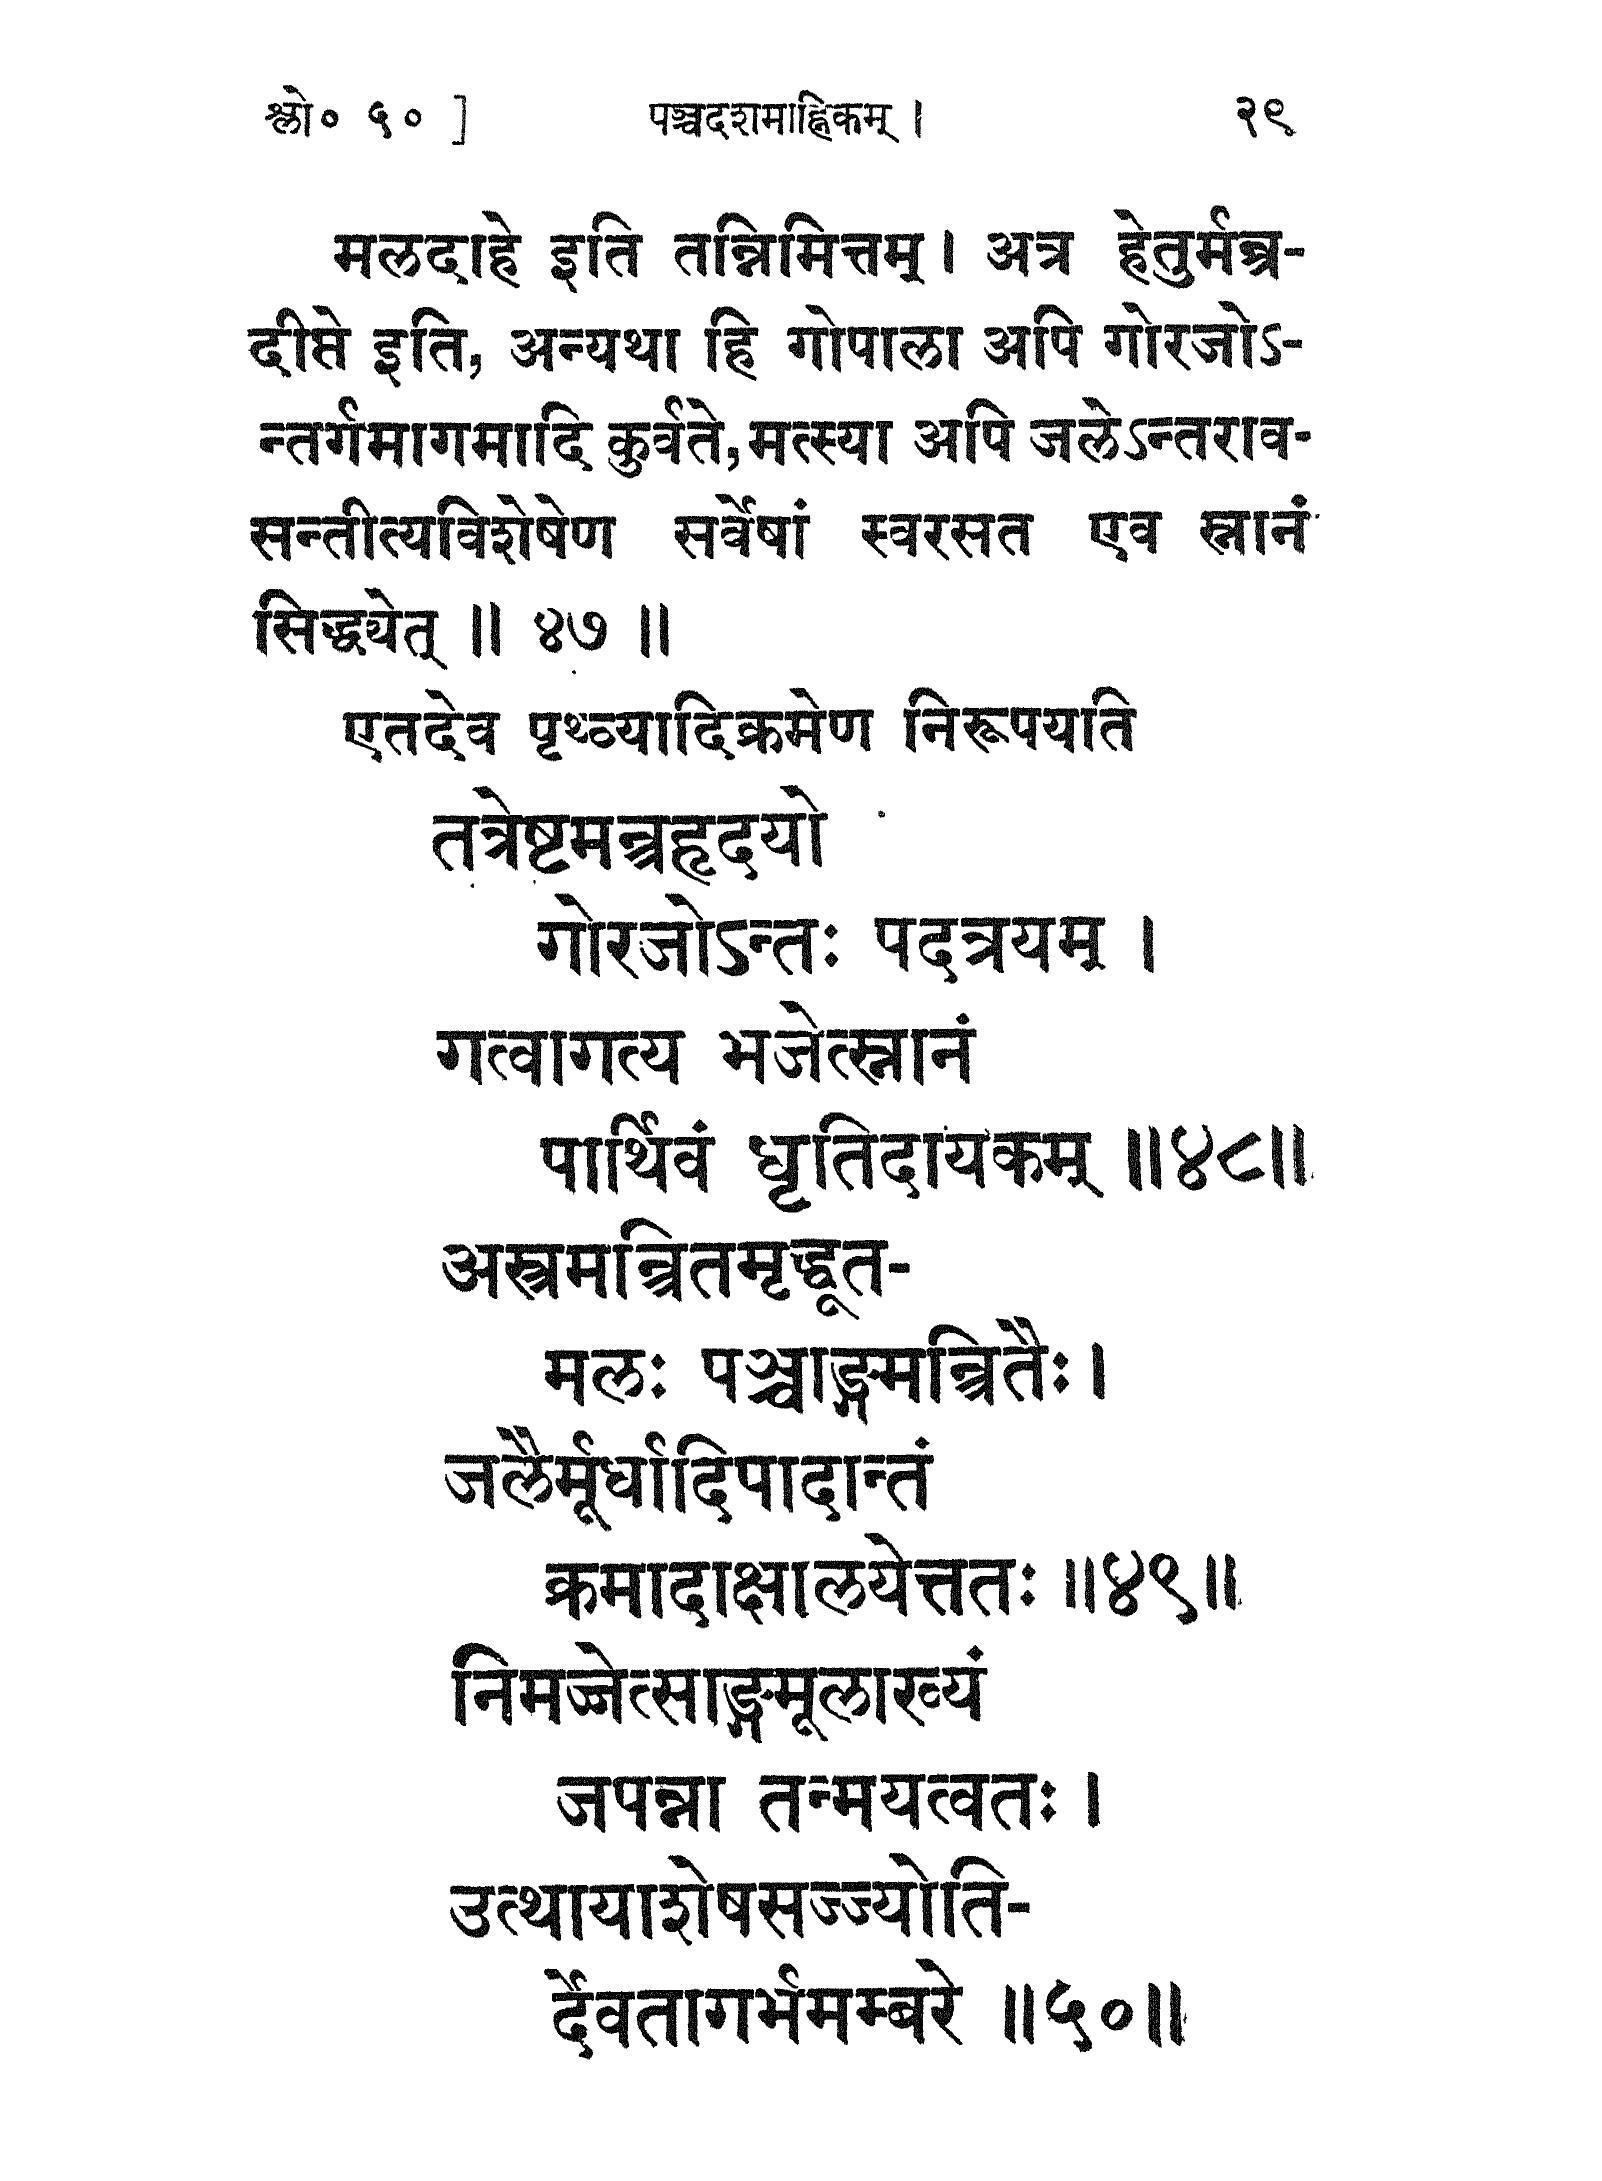 श्लो० ५० ] पञ्चदशमाह्निकम् । २९
मलदाहे इति तन्निमित्तम् । अत्र हेतुर्मन्त्र-
दीप्ते इति, अन्यथा हि गोपाला अपि गोरजोऽ-
न्तर्गमागमादि कुर्वते, मत्स्या अपि जलेऽन्तराव-
सन्तीत्यविशेषेण सर्वेषां स्वरसत एव स्नानं
सिद्ध्येत् ॥ ४७ ॥
एतदेव पृथ्व्यादिक्रमेण निरूपयति
तत्रेष्टमन्त्रहृदयो
गोरजोऽन्तः पदत्रयम् ।
गत्वागत्य भजेत्स्नानं
पार्थिवं धृतिदायकम् ॥४८॥
अस्त्रमन्त्रितमृद्धूत-
मलः पञ्चाङ्गमन्त्रितैः ।
जलैर्मूर्धादिपादान्तं
क्रमादाक्षालयेत्ततः ॥४९॥
निमज्जेत्साङ्गमूलाख्यं
जपन्ना तन्मयत्वतः ।
उत्थायाशेषसज्ज्योति-
र्दैवतागर्भमम्बरे ॥५०॥